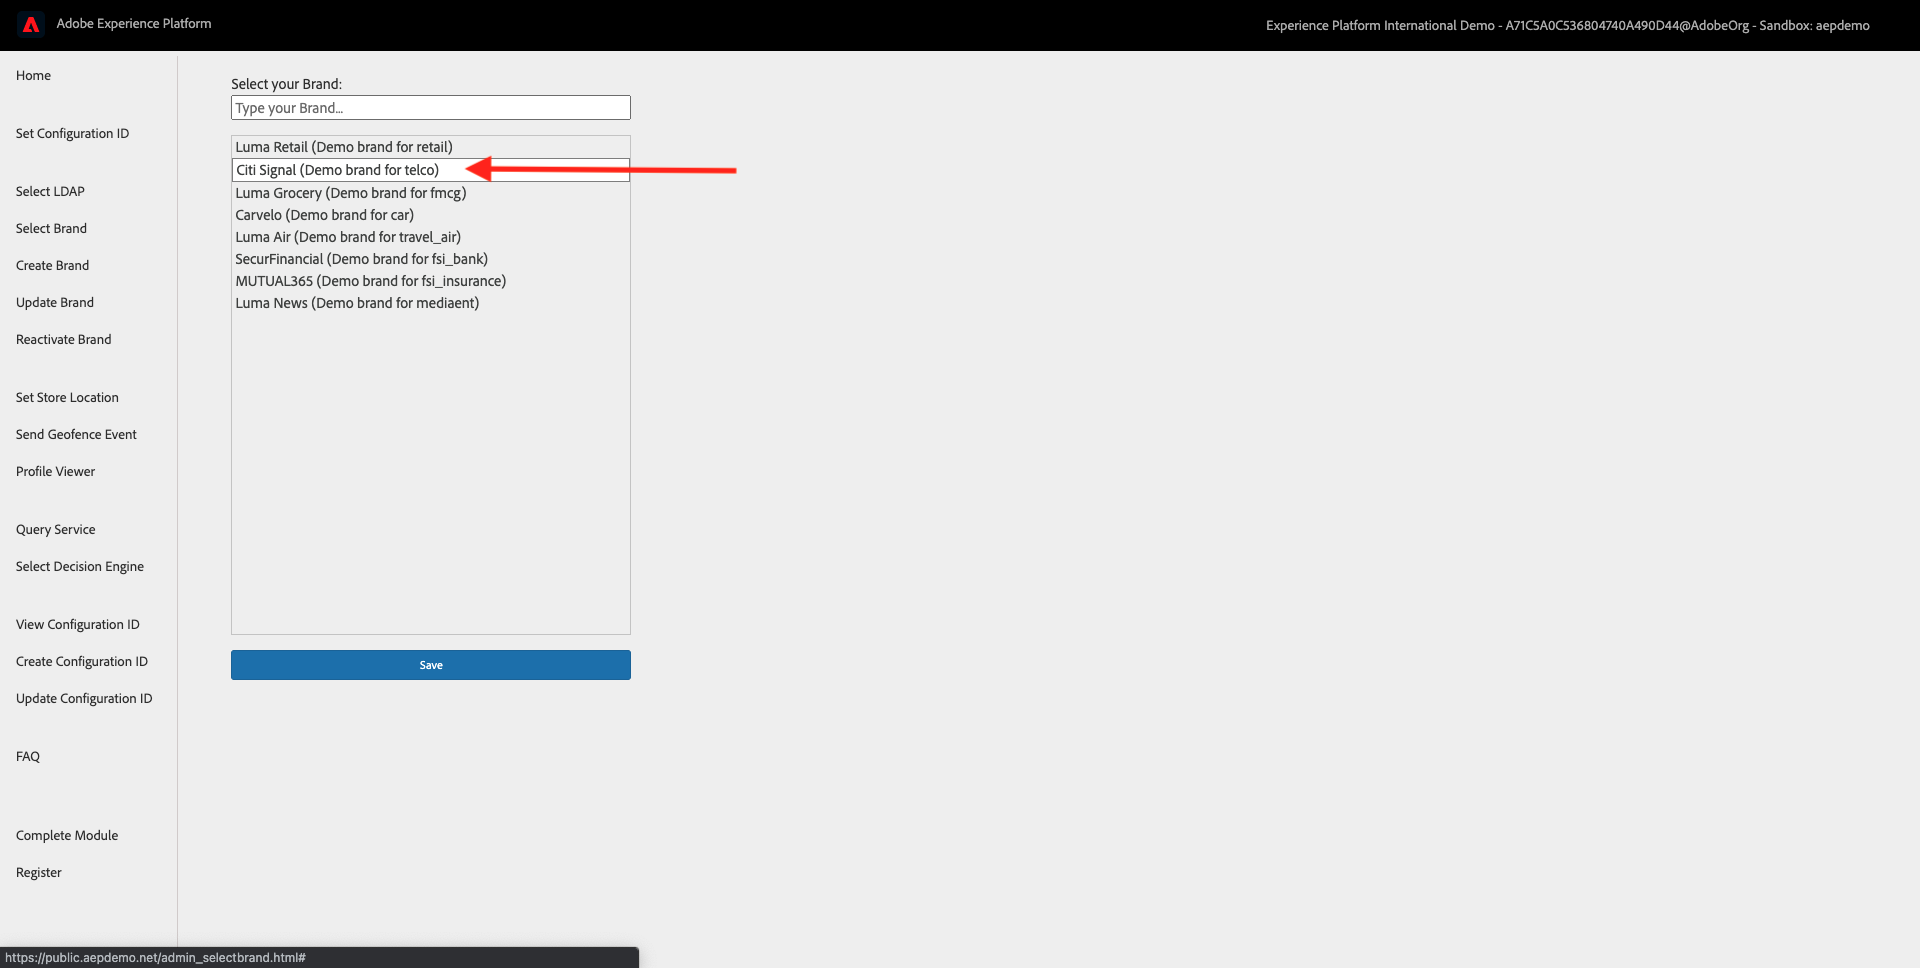 Adobe Experience Platform
Experience Platform International Demo - A71C5A0C536804740A490D44@AdobeOrg - Sandbox: aepdemo
Home
Set Configuration ID
Select LDAP
Select Brand
Create Brand
Update Brand
Reactivate Brand
Set Store Location
Send Geofence Event
Profile Viewer
Query Service
Select Decision Engine
View Configuration ID
Create Configuration ID
Update Configuration ID
FAQ
Complete Module
Register
Select your Brand:
Type your Brand...
Luma Retail (Demo brand for retail)
Citi Signal (Demo brand for telco)
Luma Grocery (Demo brand for fmcg)
Carvelo (Demo brand for car)
Luma Air (Demo brand for travel_air)
SecurFinancial (Demo brand for fsi_bank)
MUTUAL365 (Demo brand for fsi_insurance)
Luma News (Demo brand for mediaent)
Save
https://public.aepdemo.net/admin_selectbrand.html#